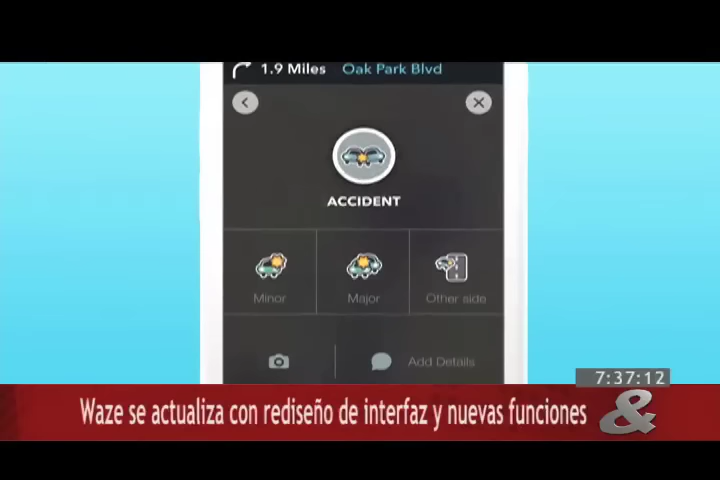 1.9 Miles Oak Park Blvd
ACCIDENT
Minor Major Other side
Add Details
7:37:12
Waze se actualiza con rediseño de interfaz y nuevas funciones &